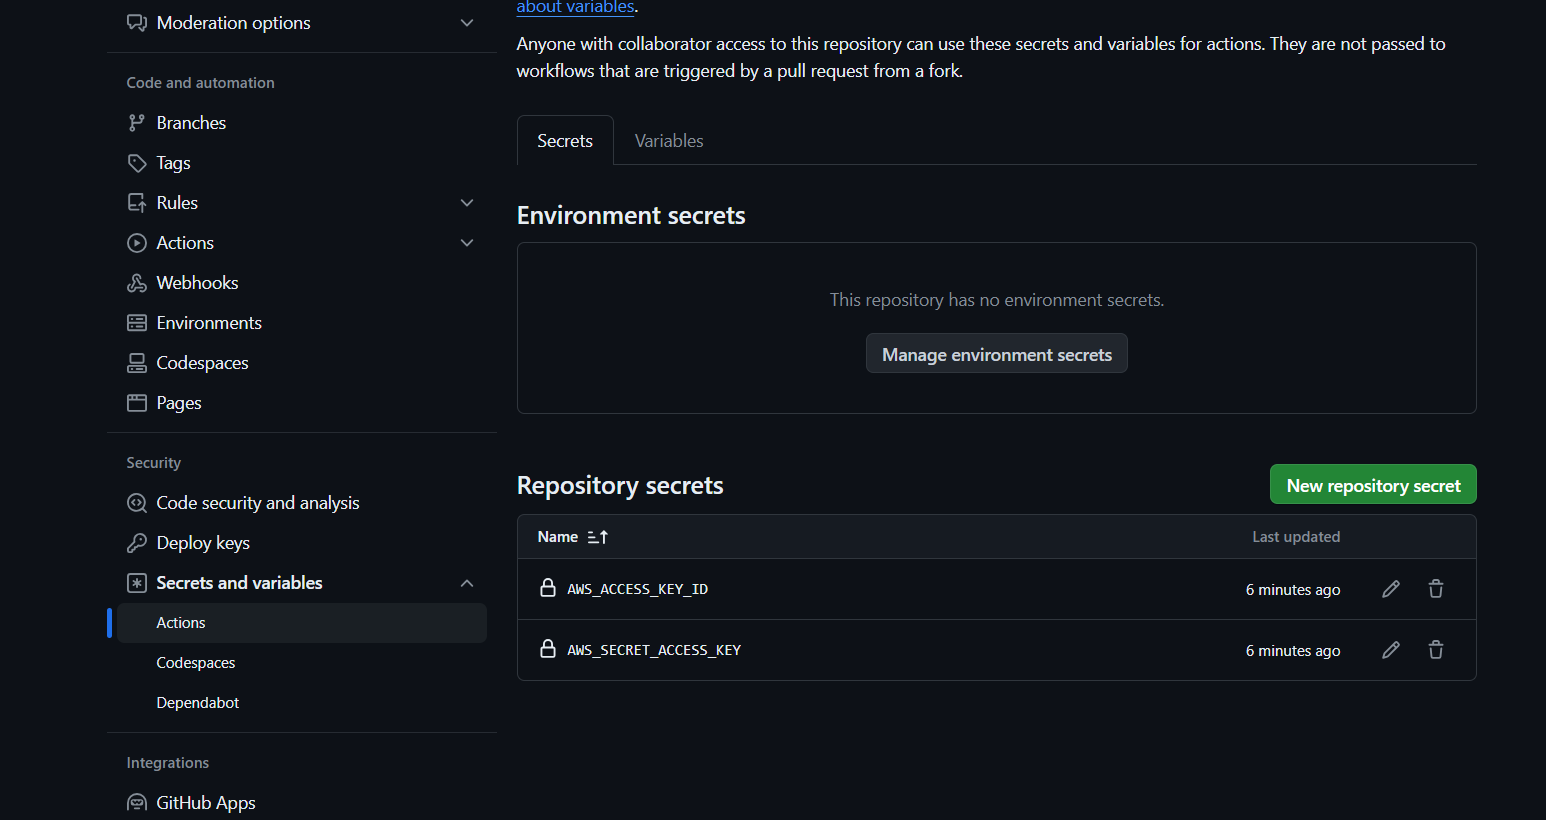 Moderation options
Code and automation
Branches
Tags
Rules
Actions
Webhooks
Environments
Codespaces
Pages
Security
Code security and analysis
Deploy keys
Secrets and variables
Actions
Codespaces
Dependabot
Integrations
GitHub Apps
about variables.
Anyone with collaborator access to this repository can use these secrets and variables for actions. They are not passed to
workflows that are triggered by a pull request from a fork.
Secrets Variables
Environment secrets
This repository has no environment secrets.
Manage environment secrets
Repository secrets New repository secret
Name Last updated
AWS_ACCESS_KEY_ID 6 minutes ago
AWS_SECRET_ACCESS_KEY 6 minutes ago